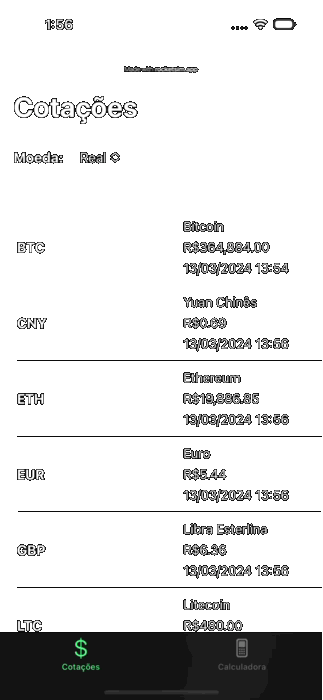 1:56
Cotações
Moeda: Real
Bitcoin
BTC
R$364,884.00
13/03/2024 13:54
Yuan Chinês
CNY
R$0.69
13/03/2024 13:56
Ethereum
ETH
R$19,886.85
13/03/2024 13:56
Euro
EUR
R$5.44
13/03/2024 13:56
Libra Esterlina
GBP
R$6.36
13/03/2024 13:56
Litecoin
LTC
R$480.00
$
Cotações
Calculadora